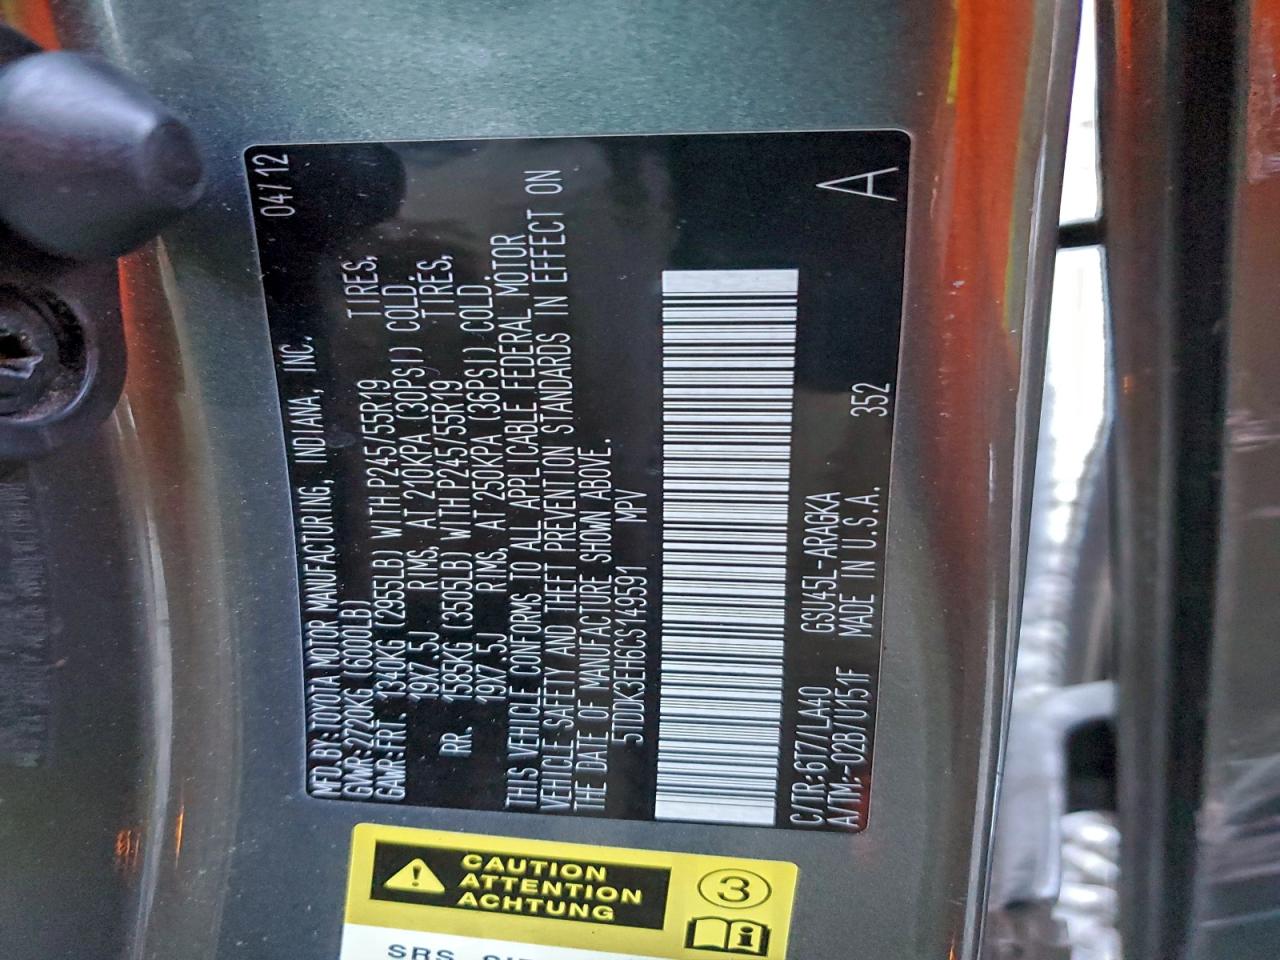 MFD. BY: TOYOTA MOTOR MANUFACTURING, INDIANA, INC. 04/12
GVWR: 2720KG (6000LB)
GAWR: FRT. 1340KG (2955LB) WITH P245/55R19 TIRES,
19X7.5J RIMS, AT 210KPA (30PSI) COLD.
RR. 1585KG (3505LB) WITH P245/55R19 TIRES,
19X7.5J RIMS, AT 250KPA (36PSI) COLD.
THIS VEHICLE CONFORMS TO ALL APPLICABLE FEDERAL MOTOR
VEHICLE SAFETY AND THEFT PREVENTION STANDARDS IN EFFECT ON
THE DATE OF MANUFACTURE SHOWN ABOVE.
5TDDK3EH6CS149591 MPV
C/TR: 6T7/LA40 GSU45L-ARAGKA
A/TM: -02B/U151F MADE IN U.S.A. 352 A
CAUTION
ATTENTION
ACHTUNG
3
SRS